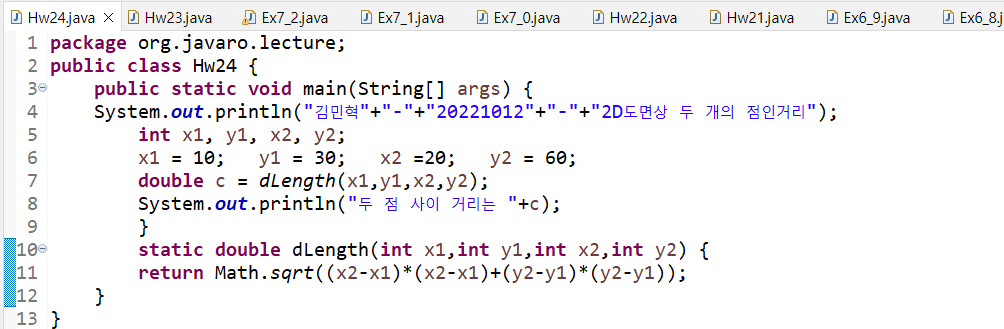 Hw24.java Hw23.java Ex7_2.java Ex7_1.java Ex7_0.java Hw22.java Hw21.java Ex6_9.java Ex6_8.j
1 package org.javaro.lecture;
2 public class Hw24 {
3 public static void main(String[] args) {
4 System.out.println("김민혁"+"-"+"20221012"+"-"+"2D도면상 두 개의 점인거리");
5 int x1, y1, x2, y2;
6 x1 = 10; y1 = 30; x2 =20; y2 = 60;
7 double c = dLength(x1,y1,x2,y2);
8 System.out.println("두 점 사이 거리는 "+c);
9 }
10 static double dLength(int x1,int y1,int x2,int y2) {
11 return Math.sqrt((x2-x1)*(x2-x1)+(y2-y1)*(y2-y1));
12 }
13 }